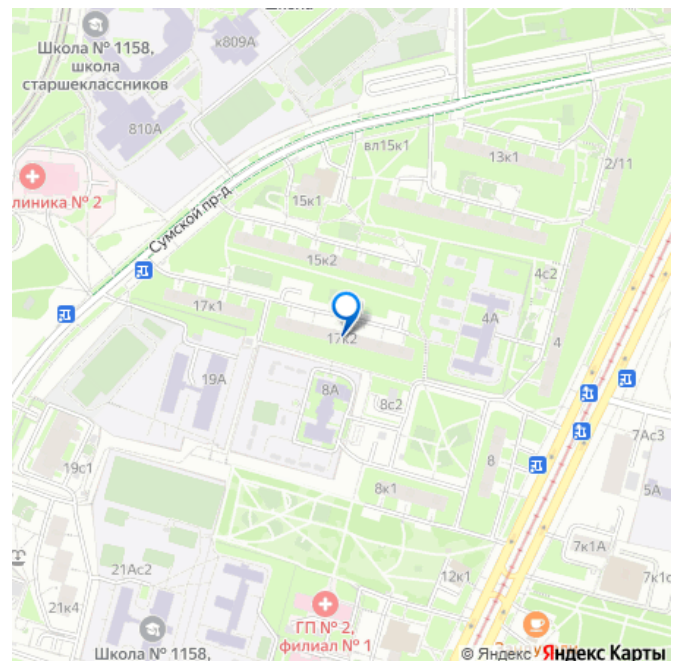 Школа № 1158,
школа
старшеклассников
к809А
810А
вл15к1
13к1
2/11
линика № 2
Сумской пр-д
15к1
15к2
4с2
17к1
4А
17к2
4
19А
8А
8с2
7Ас3
19с1
8
5А
8к1
7к1А
21Ас2
12к1
7к1с
21к4
ГП № 2,
филиал № 1
Школа № 1158,
© Яндекс Яндекс Карты